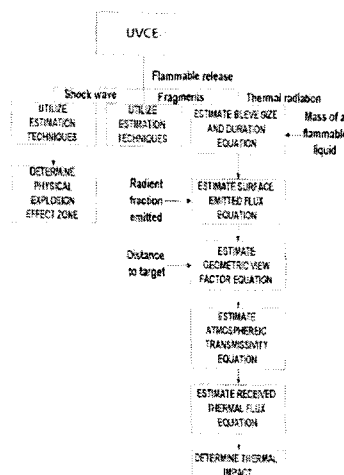 UVCE
Flammable release
Shock wave
Fragments
Thermal radiation
UTILIZE
ESTIMATION
TECHNIQUES
UTILIZE
ESTIMATION
TECHNIQUES
ESTIMATE BLEVE SIZE
AND DURATION
EQUATION
Mass of a
flammable
liquid
DETERMINE
PHYSICAL
EXPLOSION
EFFECT ZONE
Radient
fraction
emitted
ESTIMATE SURFACE
EMITTED FLUX
EQUATION
Distance
to target
ESTIMATE
GEOMETRIC VIEW
FACTOR EQUATION
ESTIMATE
ATMOSPHEREIC
TRANSMISSIVITY
EQUATION
ESTIMATE RECEIVED
THERMAL FLUX
EQUATION
DETERMINE THERMAL
IMPACT